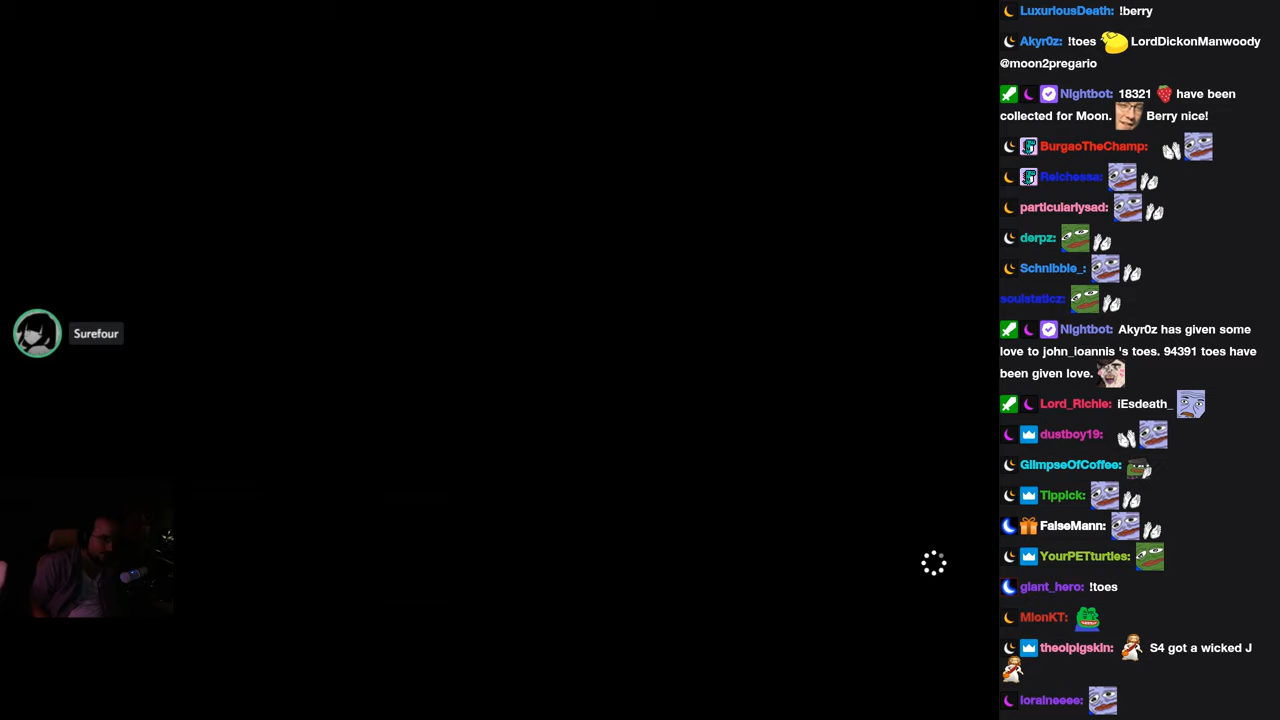 LuxuriousDeath: !berry
Akyr0z: !toes LordDickonManwoody
@moon2pregario
Nightbot: 18321 have been
collected for Moon. Berry nice!
BurgaoTheChamp:
Reichessa:
particularlysad:
derpz:
Schnibble_:
soulstaticz:
Surefour
Nightbot: Akyr0z has given some
love to john_ioannis 's toes. 94391 toes have
been given love.
Lord_Richie: iEsdeath_
dustboy19:
GlimpseOfCoffee:
Tippick:
FalseMann:
YourPETturtles:
giant_hero: !toes
MionKT:
theolpigskin: S4 got a wicked J
loraineeee: